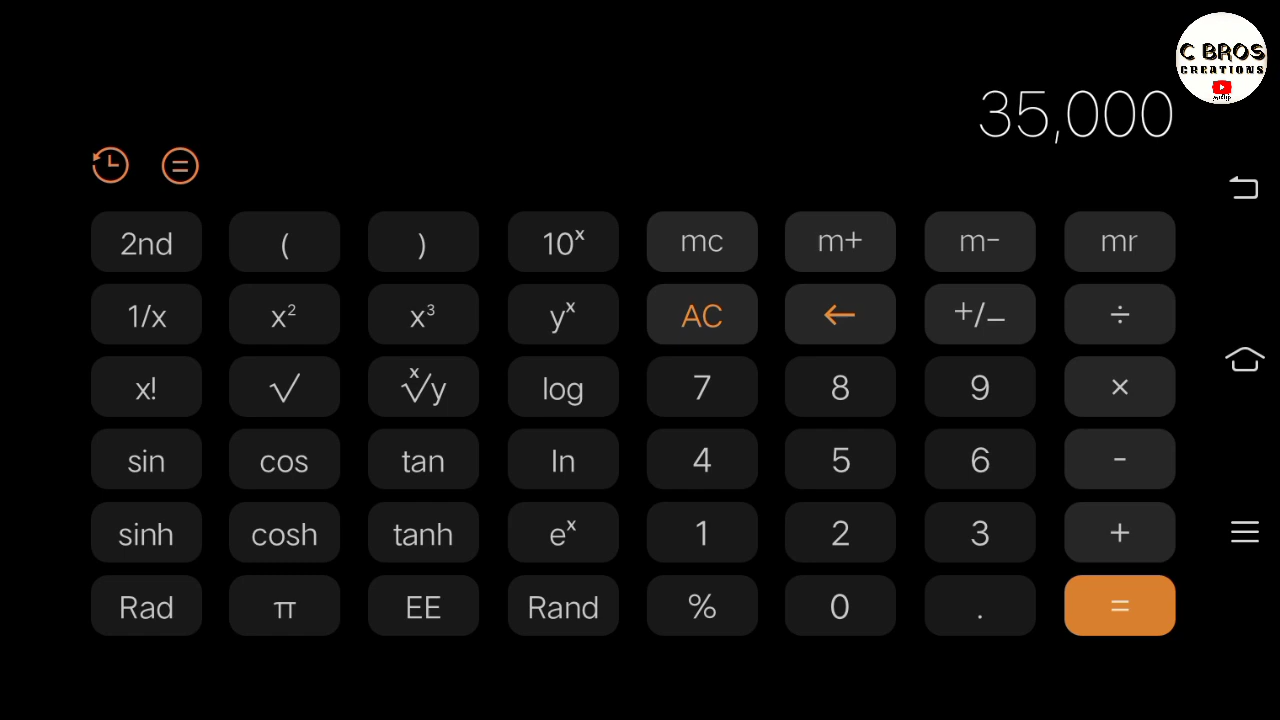 C BROS
CREATIONS
35,000
2nd ( ) 10ˣ mc m+ m- mr
1/x x² x³ yˣ AC ← +/− ÷
x! √ ˣ√y log 7 8 9 ×
sin cos tan ln 4 5 6 -
sinh cosh tanh eˣ 1 2 3 +
Rad π EE Rand % 0 . =